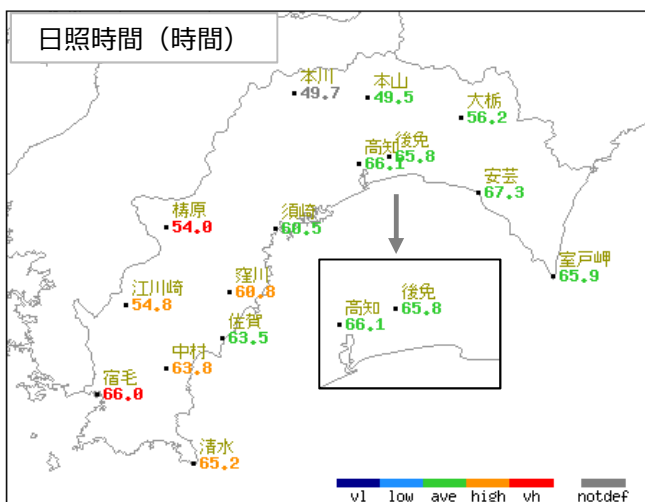 日照時間（時間）
本川
49.7
本山
49.5
大栃
56.2
高知
66.1
後免
65.8
安芸
67.3
梼原
54.0
須崎
60.5
室戸岬
65.9
江川崎
54.8
窪川
60.8
佐賀
63.5
高知
66.1
後免
65.8
中村
63.8
宿毛
66.0
清水
65.2
vl low ave high vh notdef